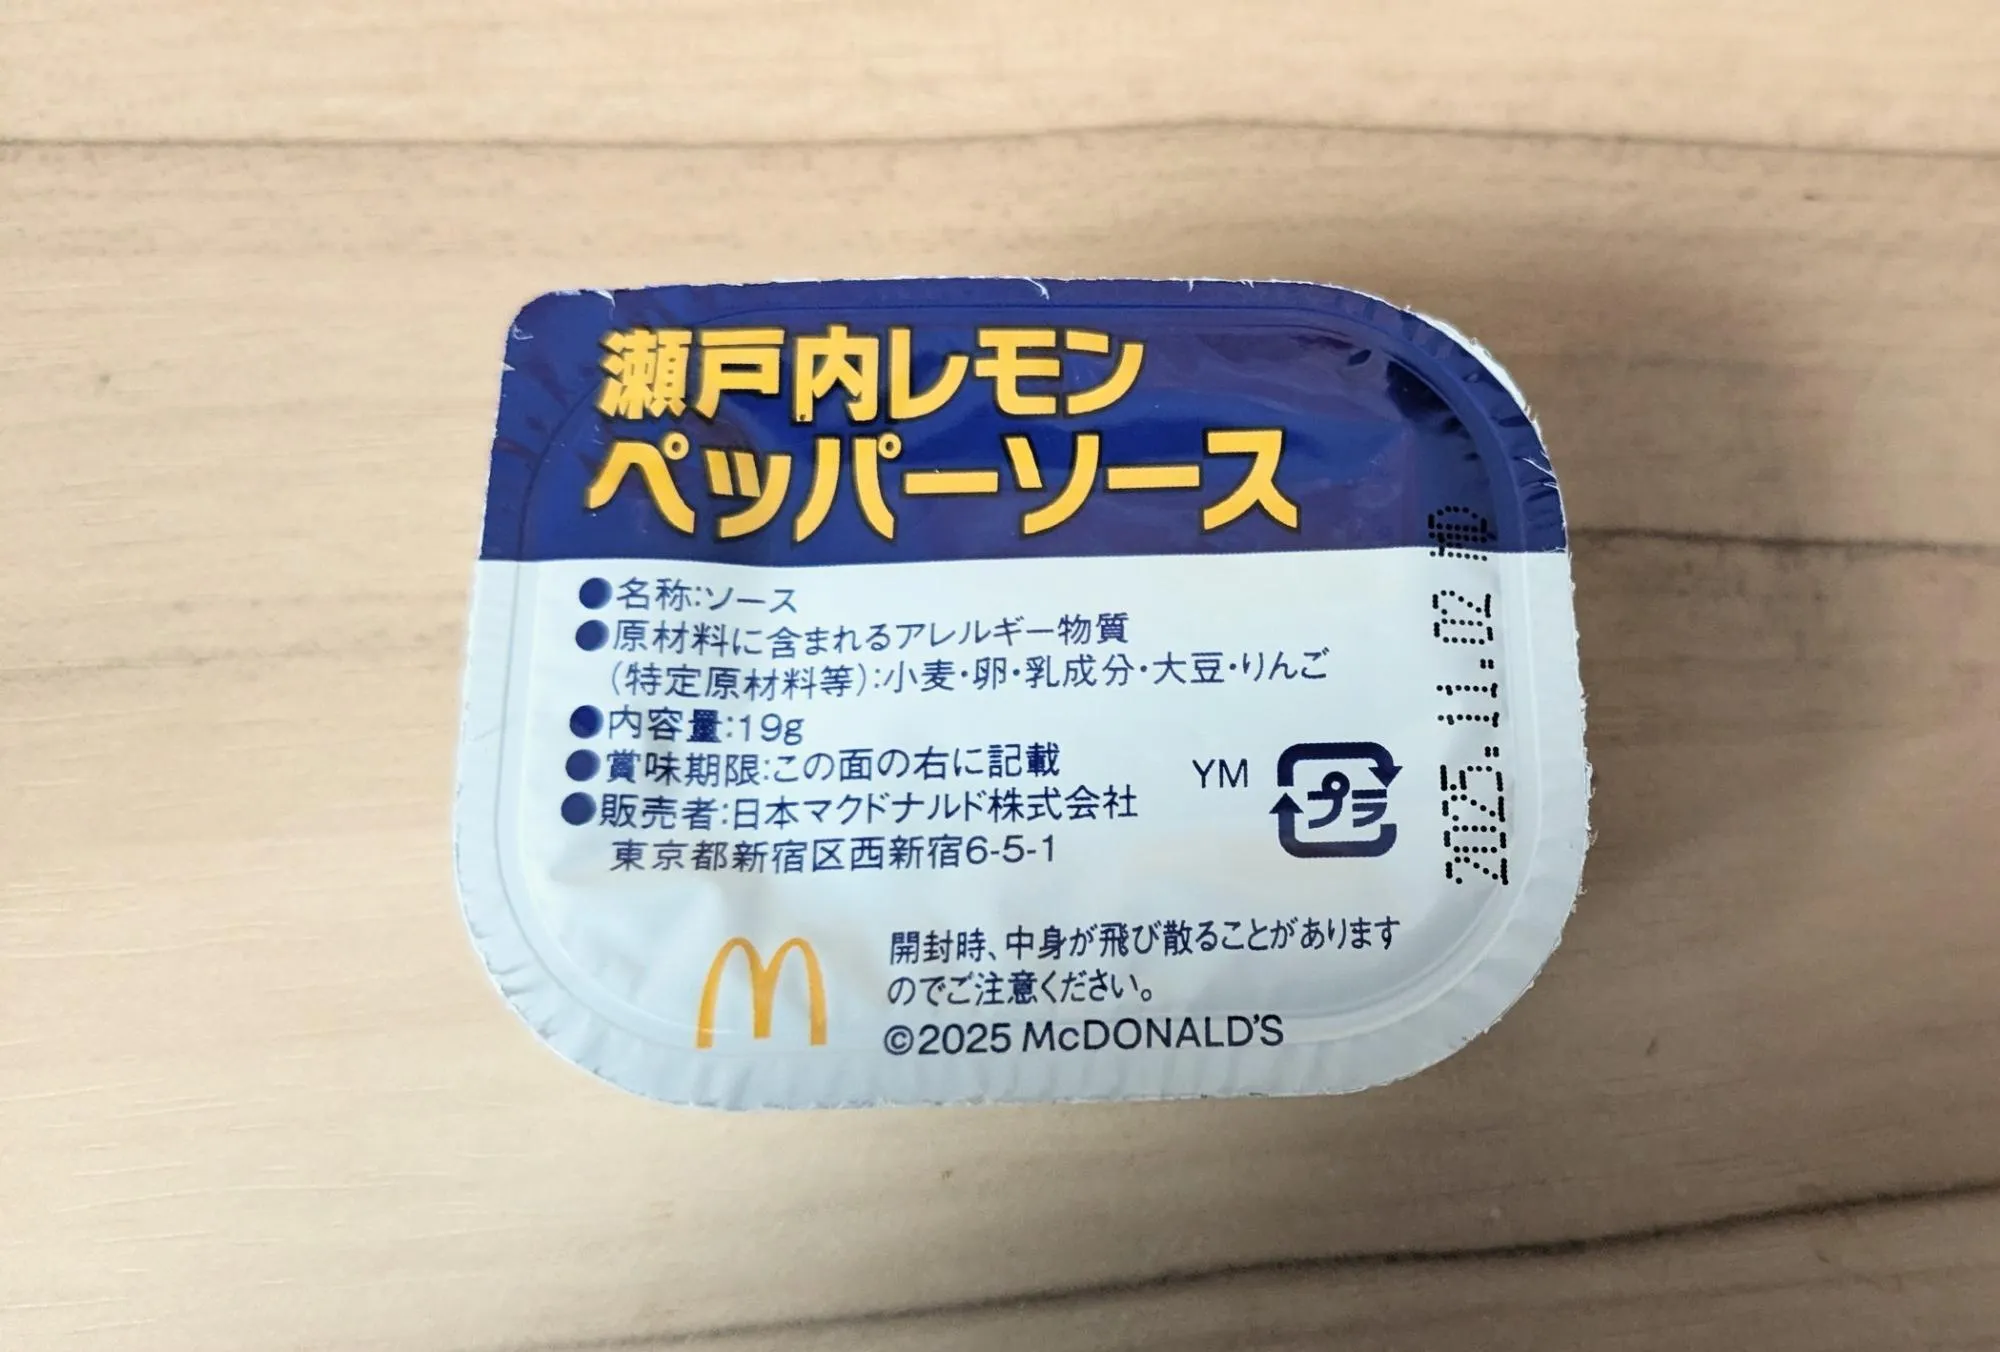 瀬戸内レモン
ペッパーソース
●名称:ソース
●原材料に含まれるアレルギー物質
(特定原材料等):小麦・卵・乳成分・大豆・りんご
●内容量:19g
●賞味期限:この面の右に記載
●販売者:日本マクドナルド株式会社
東京都新宿区西新宿6-5-1
YM
プラ
2025.11.02
開封時、中身が飛び散ることがあります
のでご注意ください。
©2025 McDONALD'S